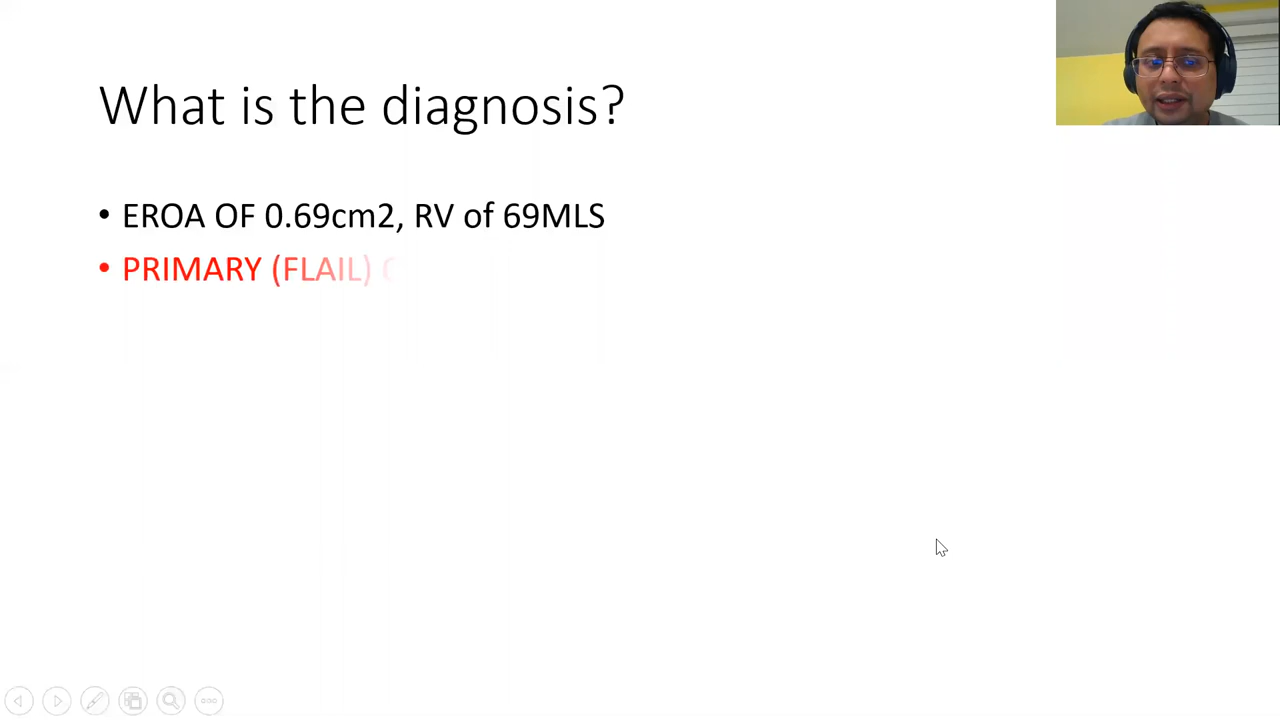 What is the diagnosis?
• EROA OF 0.69cm2, RV of 69MLS
• PRIMARY (FLAIL)